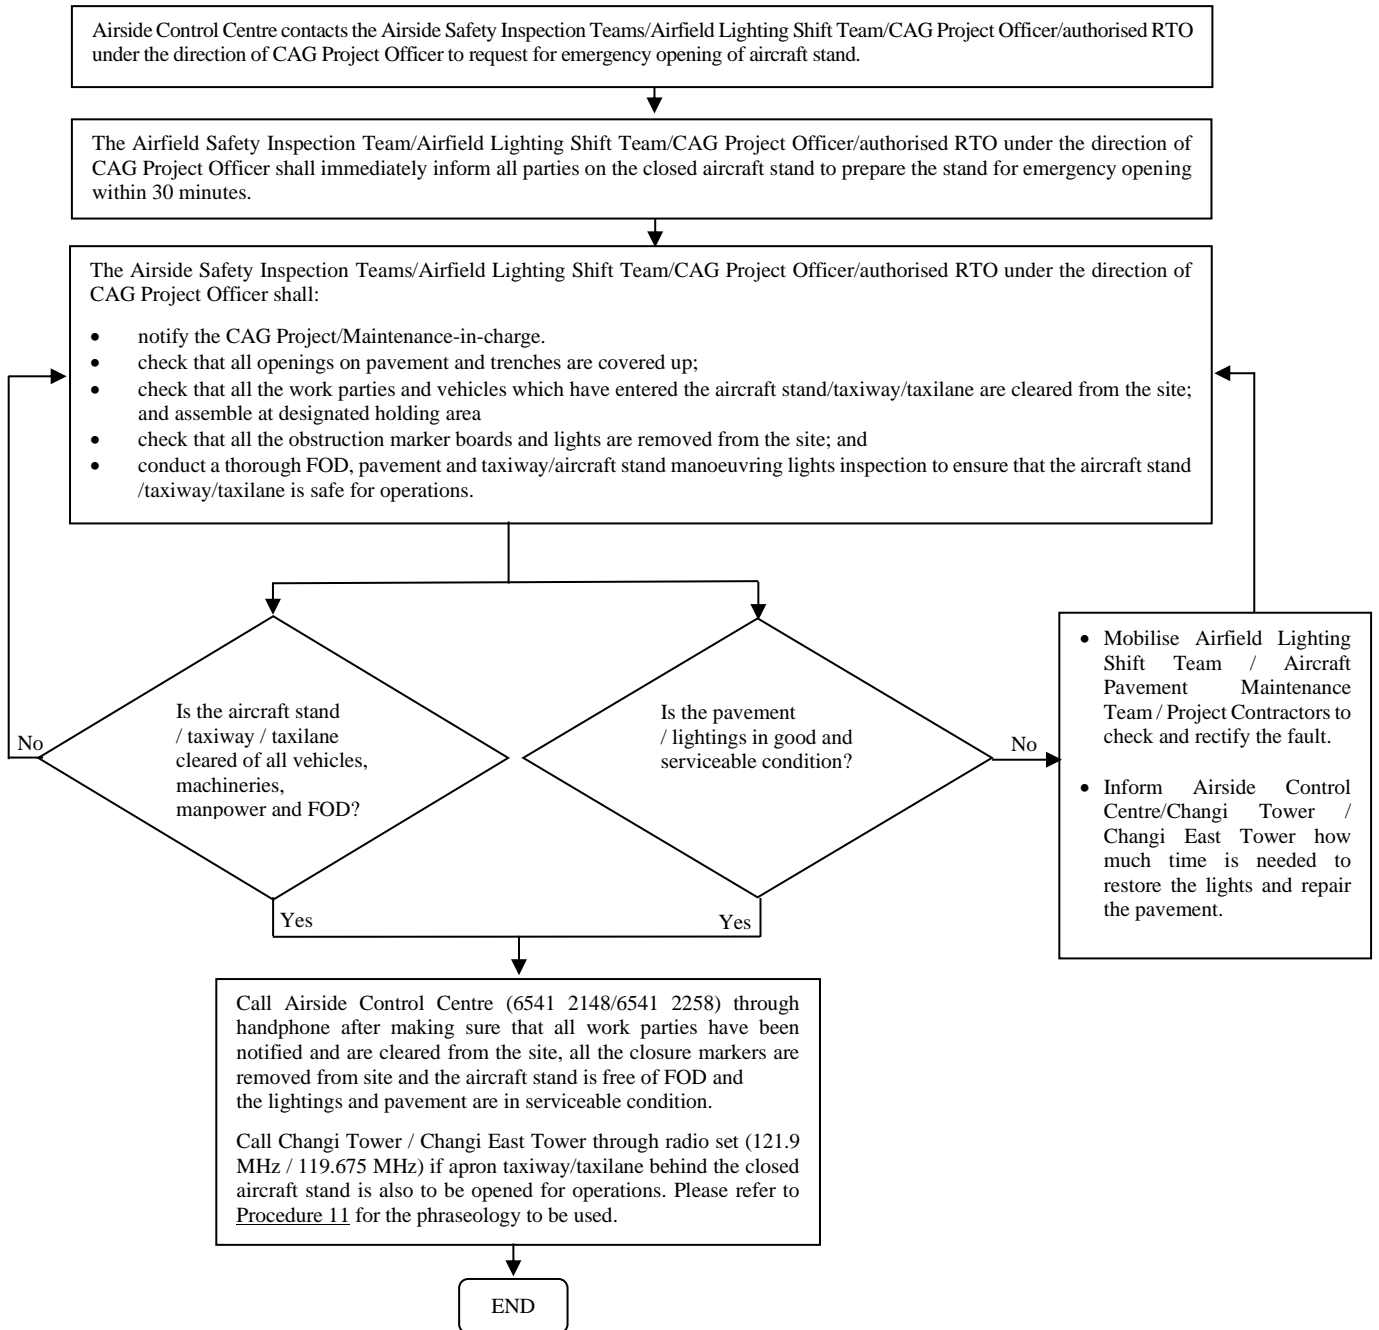 Airside Control Centre contacts the Airside Safety Inspection Teams/Airfield Lighting Shift Team/CAG Project Officer/authorised RTO
under the direction of CAG Project Officer to request for emergency opening of aircraft stand.
The Airfield Safety Inspection Team/Airfield Lighting Shift Team/CAG Project Officer/authorised RTO under the direction of
CAG Project Officer shall immediately inform all parties on the closed aircraft stand to prepare the stand for emergency opening
within 30 minutes.
The Airside Safety Inspection Teams/Airfield Lighting Shift Team/CAG Project Officer/authorised RTO under the direction of
CAG Project Officer shall:
• notify the CAG Project/Maintenance-in-charge.
• check that all openings on pavement and trenches are covered up;
• check that all the work parties and vehicles which have entered the aircraft stand/taxiway/taxilane are cleared from the site;
and assemble at designated holding area
• check that all the obstruction marker boards and lights are removed from the site; and
• conduct a thorough FOD, pavement and taxiway/aircraft stand manoeuvring lights inspection to ensure that the aircraft stand
/taxiway/taxilane is safe for operations.
Is the aircraft stand
/ taxiway / taxilane
cleared of all vehicles,
machineries,
manpower and FOD?
No
Yes
Is the pavement
/ lightings in good and
serviceable condition?
No
Yes
• Mobilise Airfield Lighting
Shift Team / Aircraft
Pavement Maintenance
Team / Project Contractors to
check and rectify the fault.
• Inform Airside Control
Centre/Changi Tower /
Changi East Tower how
much time is needed to
restore the lights and repair
the pavement.
Call Airside Control Centre (6541 2148/6541 2258) through
handphone after making sure that all work parties have been
notified and are cleared from the site, all the closure markers are
removed from site and the aircraft stand is free of FOD and
the lightings and pavement are in serviceable condition.
Call Changi Tower / Changi East Tower through radio set (121.9
MHz / 119.675 MHz) if apron taxiway/taxilane behind the closed
aircraft stand is also to be opened for operations. Please refer to
Procedure 11 for the phraseology to be used.
END